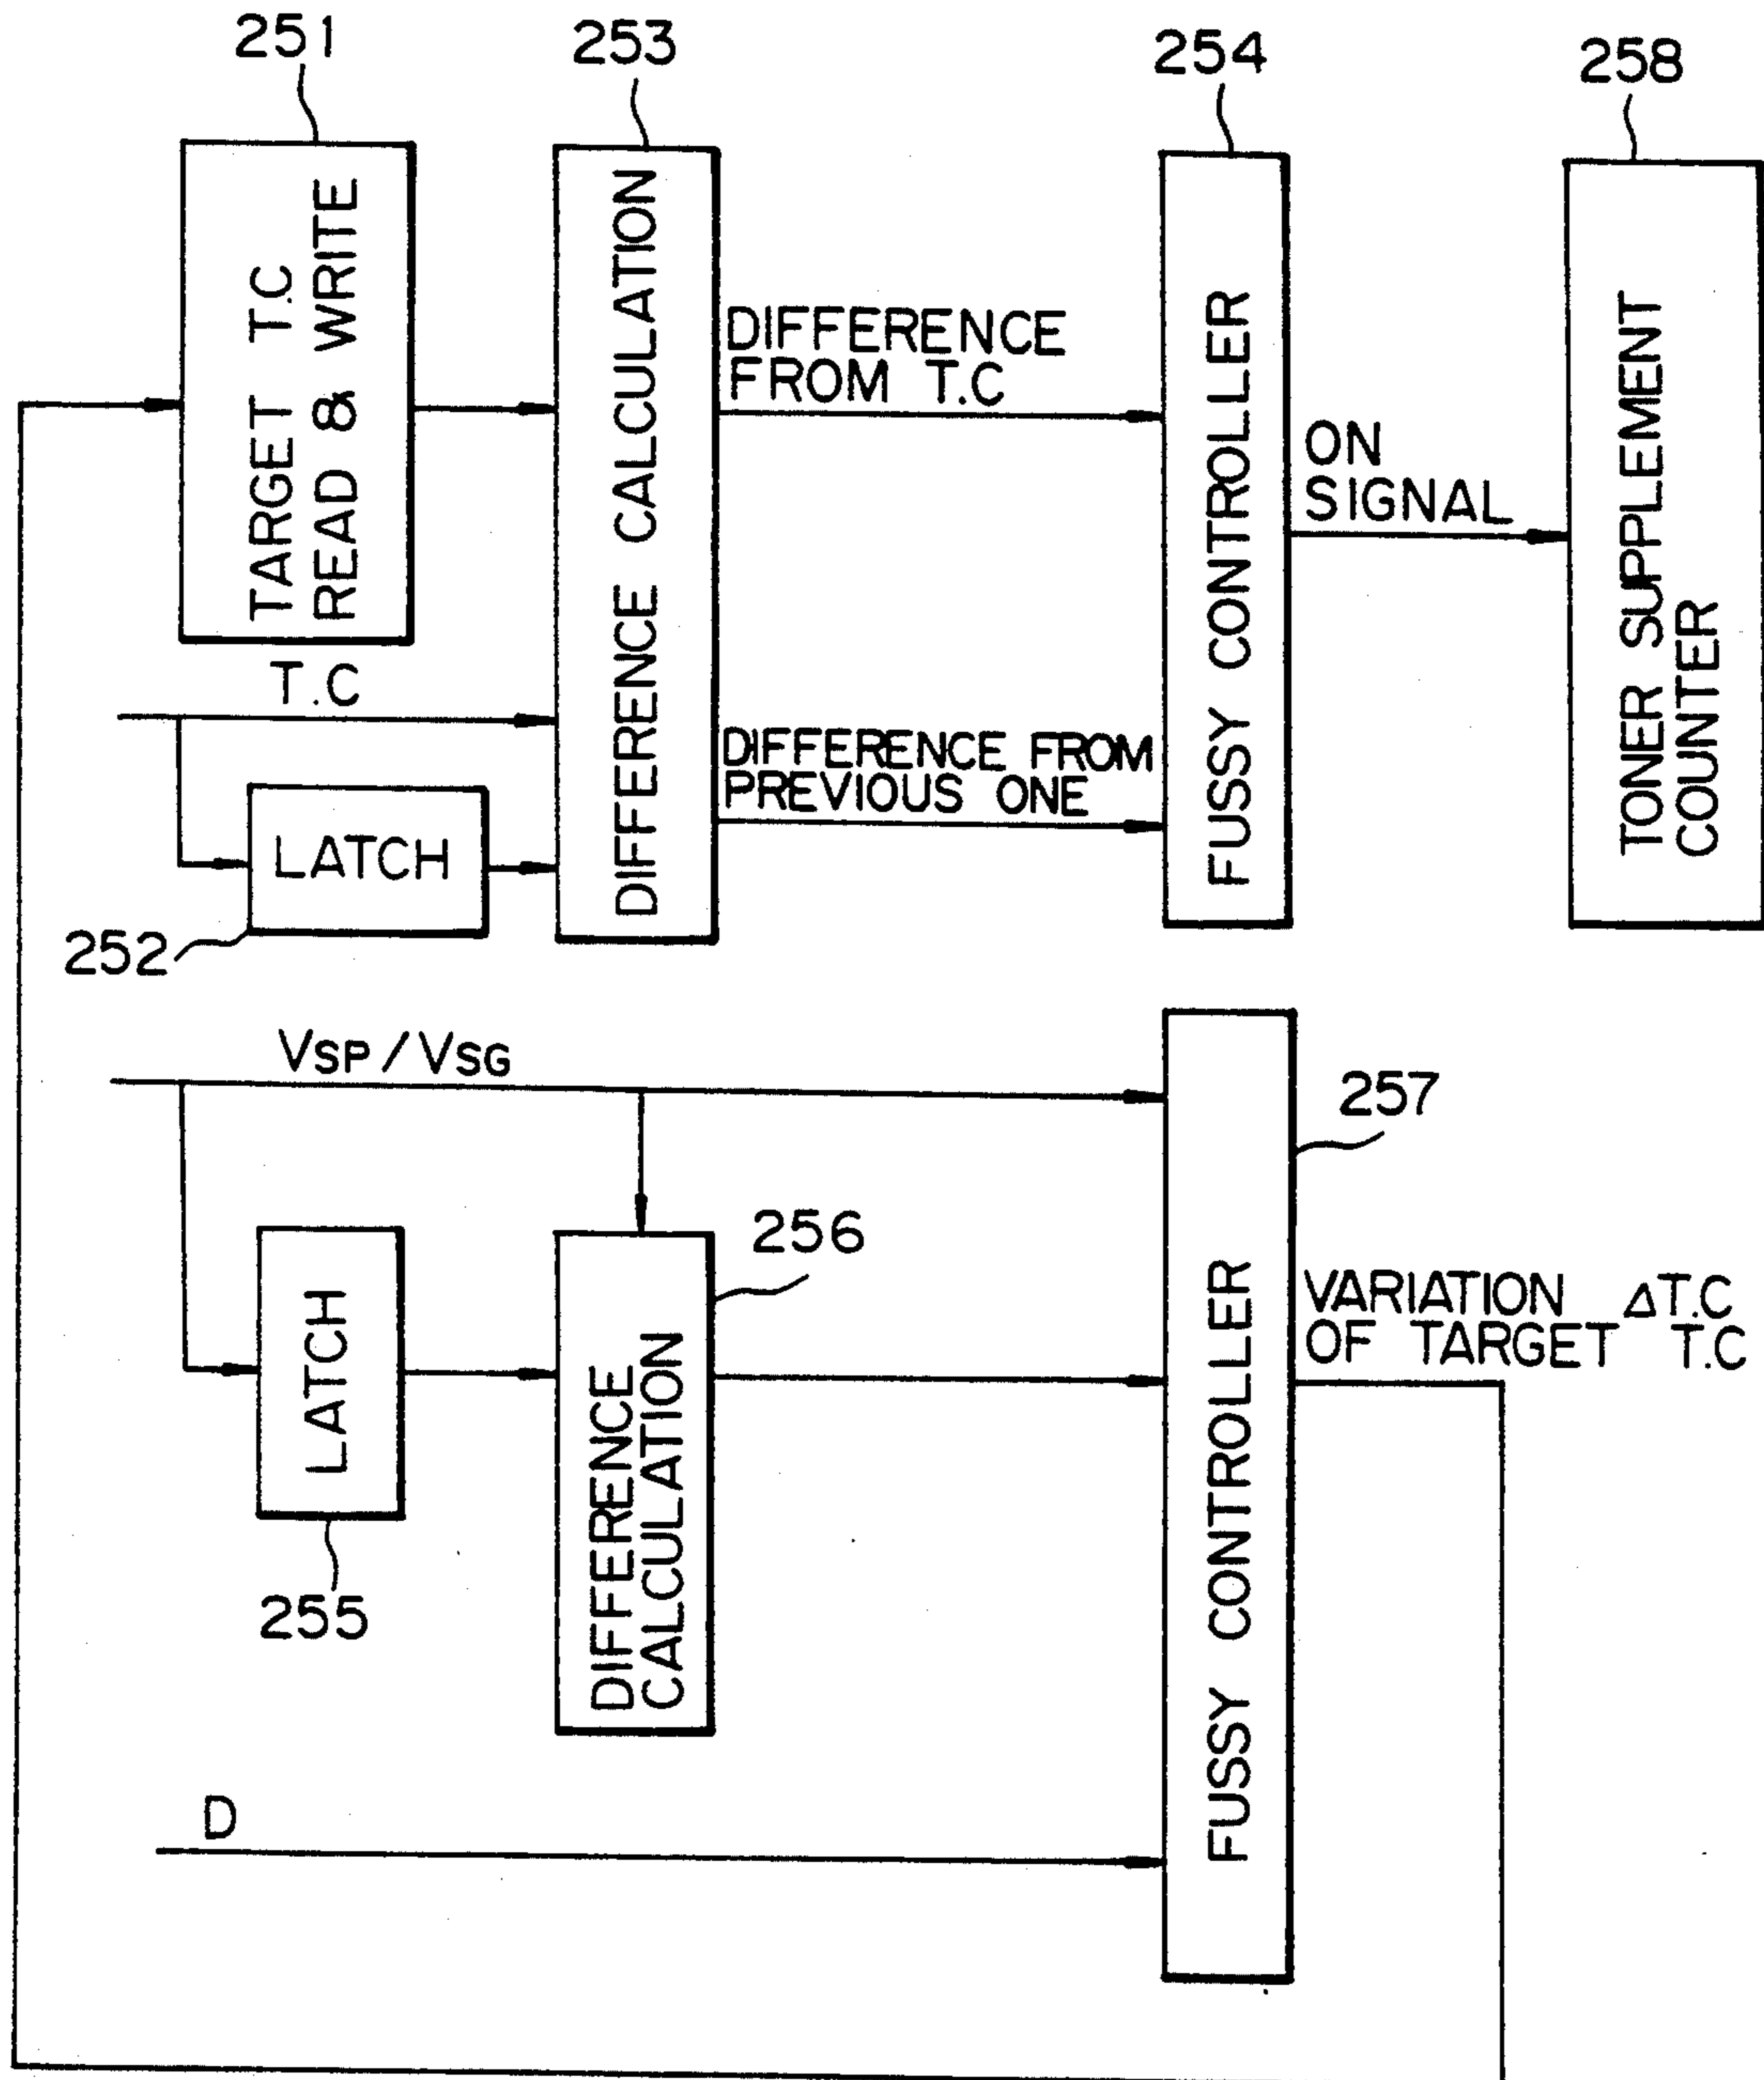 251
253
254
258
TARGET T.C
READ & WRITE
DIFFERENCE CALCULATION
DIFFERENCE
FROM T.C
FUSSY CONTROLLER
ON
SIGNAL
TONER SUPPLEMENT
COUNTER
T.C
DIFFERENCE FROM
PREVIOUS ONE
LATCH
252
VSP/VSG
257
256
LATCH
255
DIFFERENCE
CALCULATION
FUSSY CONTROLLER
VARIATION ΔT.C
OF TARGET T.C
D